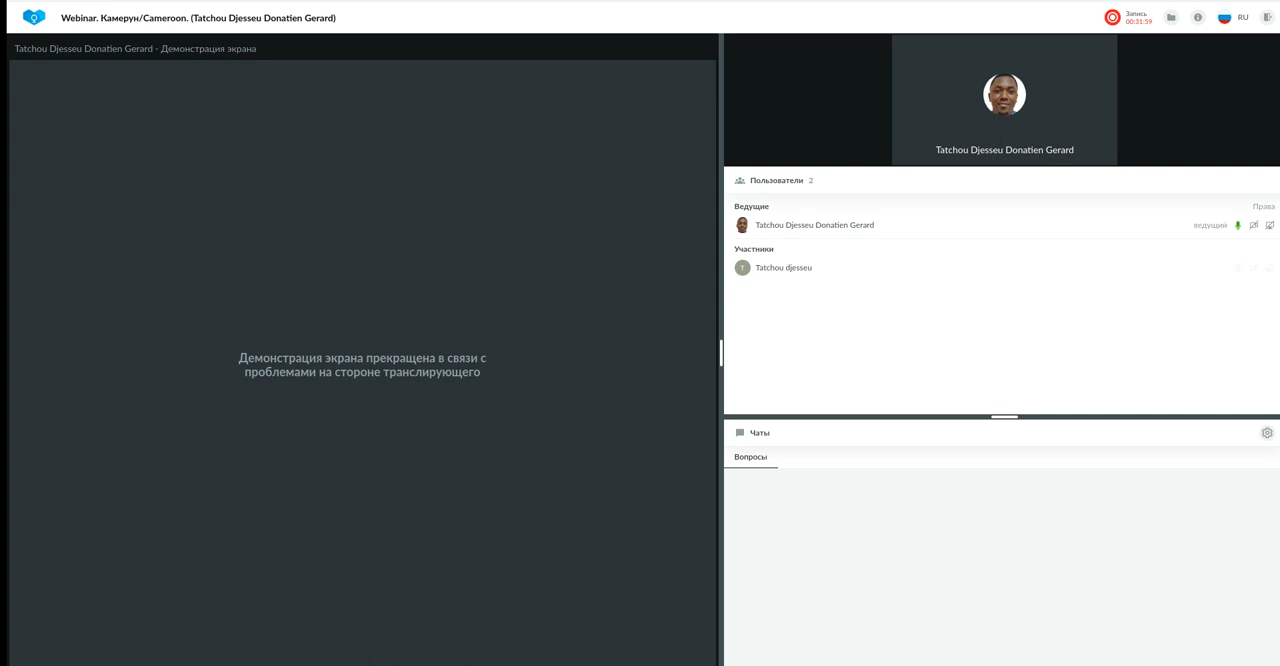 Webinar. Камерун/Cameroon. (Tatchou Djesseu Donatien Gerard)
Запись
00:31:59
RU
Tatchou Djesseu Donatien Gerard - Демонстрация экрана
Демонстрация экрана прекращена в связи с
проблемами на стороне транслирующего
Tatchou Djesseu Donatien Gerard
Пользователи 2
Ведущие Права
Tatchou Djesseu Donatien Gerard ведущий
Участники
T Tatchou djesseu
Чаты
Вопросы